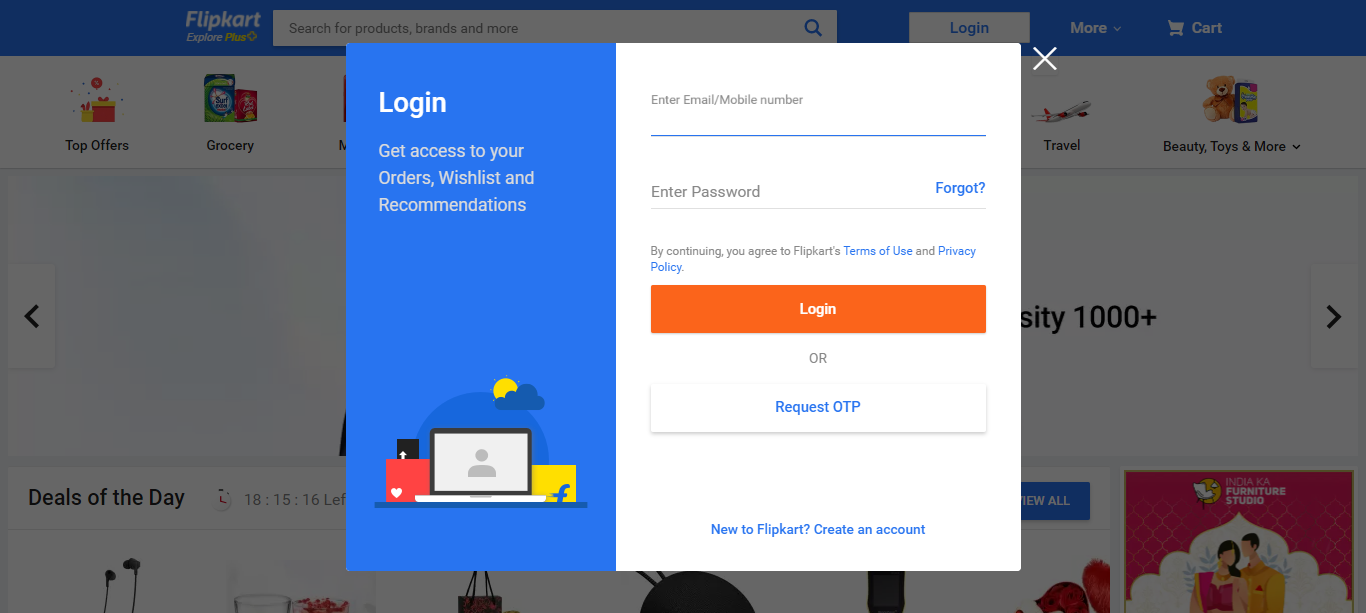 Flipkart
Explore Plus
Search for products, brands and more
Login
More
Cart
Top Offers
Grocery
M
Travel
Beauty, Toys & More
Login
Get access to your
Orders, Wishlist and
Recommendations
Enter Email/Mobile number
Enter Password
Forgot?
By continuing, you agree to Flipkart's Terms of Use and Privacy
Policy.
Login
OR
Request OTP
New to Flipkart? Create an account
sity 1000+
Deals of the Day
18 : 15 : 16 Lef
VIEW ALL
INDIA KA
FURNITURE
STUDIO